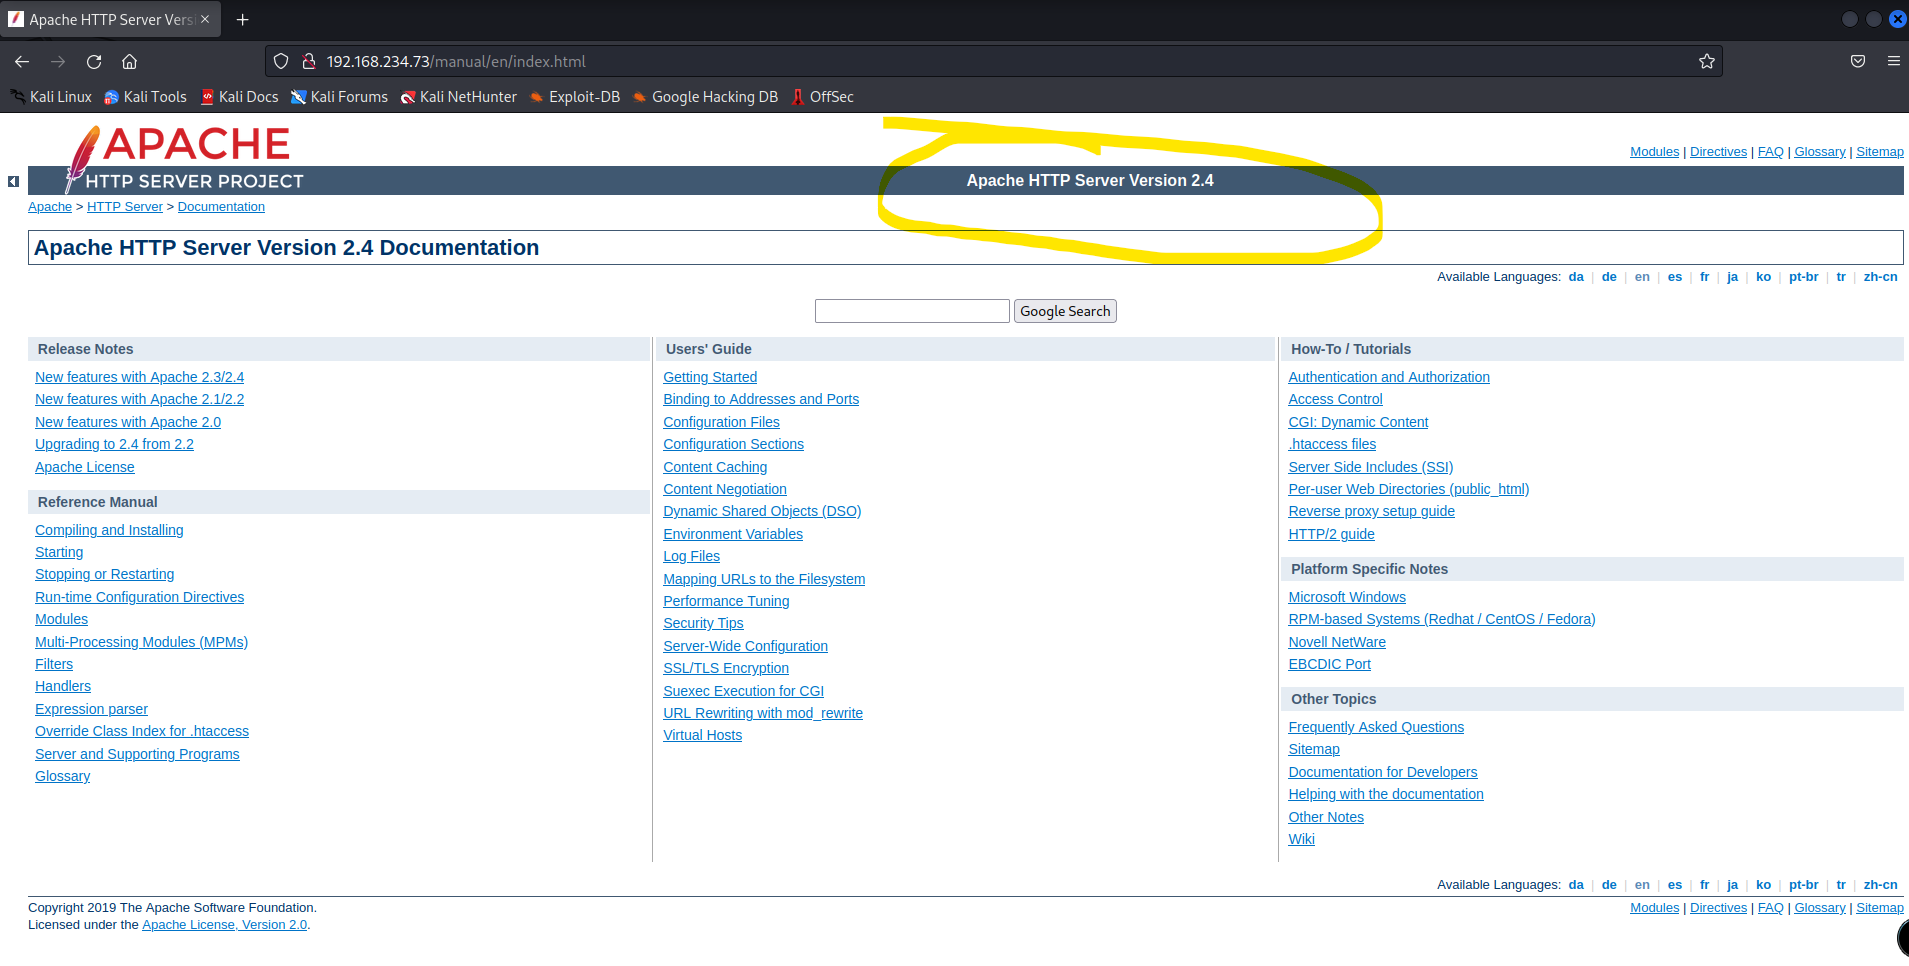 Apache HTTP Server Vers
192.168.234.73/manual/en/index.html
Kali Linux Kali Tools Kali Docs Kali Forums Kali NetHunter Exploit-DB Google Hacking DB OffSec
APACHE
HTTP SERVER PROJECT
Modules | Directives | FAQ | Glossary | Sitemap
Apache HTTP Server Version 2.4
Apache > HTTP Server > Documentation
Apache HTTP Server Version 2.4 Documentation
Available Languages: da | de | en | es | fr | ja | ko | pt-br | tr | zh-cn
Google Search
Release Notes
New features with Apache 2.3/2.4
New features with Apache 2.1/2.2
New features with Apache 2.0
Upgrading to 2.4 from 2.2
Apache License
Reference Manual
Compiling and Installing
Starting
Stopping or Restarting
Run-time Configuration Directives
Modules
Multi-Processing Modules (MPMs)
Filters
Handlers
Expression parser
Override Class Index for .htaccess
Server and Supporting Programs
Glossary
Users' Guide
Getting Started
Binding to Addresses and Ports
Configuration Files
Configuration Sections
Content Caching
Content Negotiation
Dynamic Shared Objects (DSO)
Environment Variables
Log Files
Mapping URLs to the Filesystem
Performance Tuning
Security Tips
Server-Wide Configuration
SSL/TLS Encryption
Suexec Execution for CGI
URL Rewriting with mod_rewrite
Virtual Hosts
How-To / Tutorials
Authentication and Authorization
Access Control
CGI: Dynamic Content
.htaccess files
Server Side Includes (SSI)
Per-user Web Directories (public_html)
Reverse proxy setup guide
HTTP/2 guide
Platform Specific Notes
Microsoft Windows
RPM-based Systems (Redhat / CentOS / Fedora)
Novell NetWare
EBCDIC Port
Other Topics
Frequently Asked Questions
Sitemap
Documentation for Developers
Helping with the documentation
Other Notes
Wiki
Available Languages: da | de | en | es | fr | ja | ko | pt-br | tr | zh-cn
Copyright 2019 The Apache Software Foundation.
Licensed under the Apache License, Version 2.0.
Modules | Directives | FAQ | Glossary | Sitemap